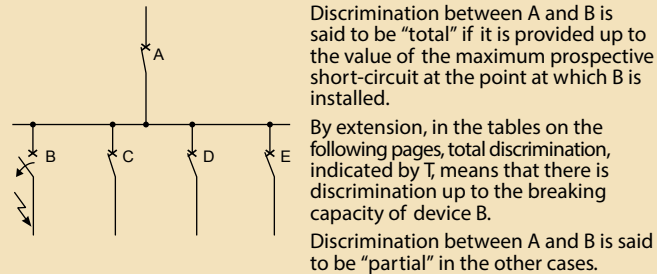 A
B
C
D
E
Discrimination between A and B is
said to be “total” if it is provided up to
the value of the maximum prospective
short-circuit at the point at which B is
installed.
By extension, in the tables on the
following pages, total discrimination,
indicated by T, means that there is
discrimination up to the breaking
capacity of device B.
Discrimination between A and B is said
to be “partial” in the other cases.